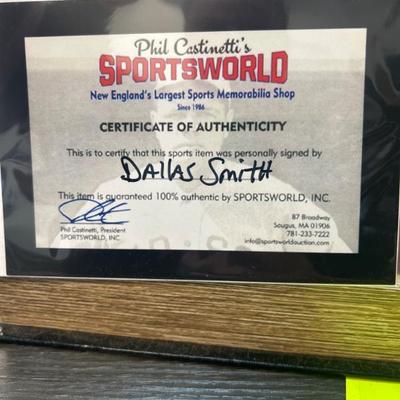 Phil Castinetti's
SPORTSWORLD
New England's Largest Sports Memorabilia Shop
Since 1986
CERTIFICATE OF AUTHENTICITY
This is to certify that this sports item was personally signed by
Dallas Smith
This item is guaranteed 100% authentic by SPORTSWORLD, INC.
Phil Castinetti, President
SPORTSWORLD, INC.
87 Broadway
Saugus, MA 01906
781-233-7222
info@sportsworldauction.com